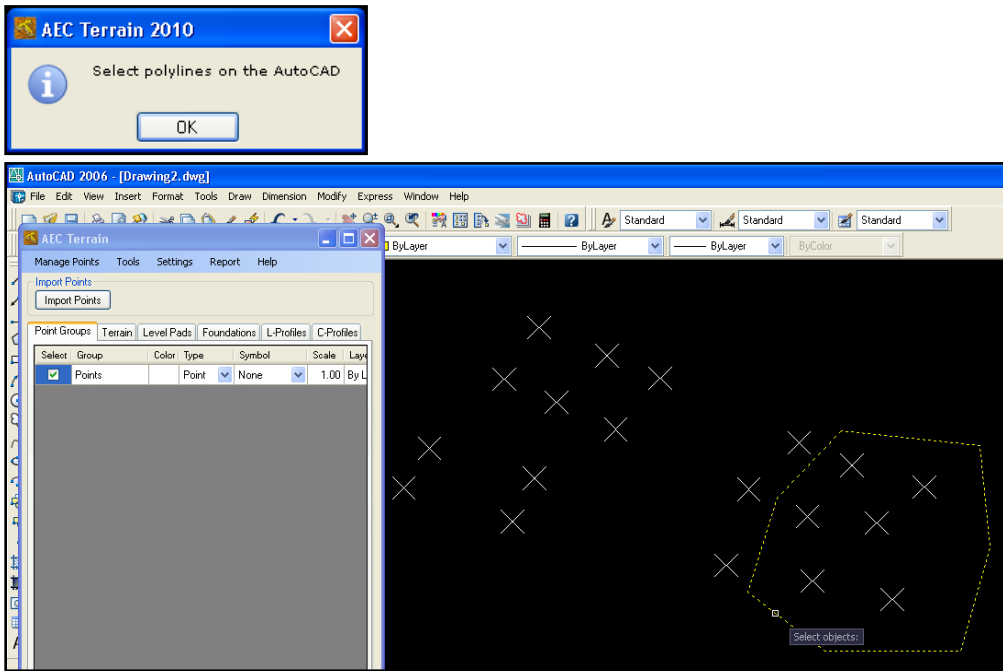 AEC Terrain 2010
Select polylines on the AutoCAD
OK
AutoCAD 2006 - [Drawing2.dwg]
File Edit View Insert Format Tools Draw Dimension Modify Express Window Help
Standard Standard Standard
AEC Terrain
ByLayer ByLayer ByLayer ByColor
Manage Points Tools Settings Report Help
Import Points
Import Points
Point Groups Terrain Level Pads Foundations L-Profiles C-Profiles
Select Group Color Type Symbol Scale Laye
Points Point None 1.00 By L
Select objects: